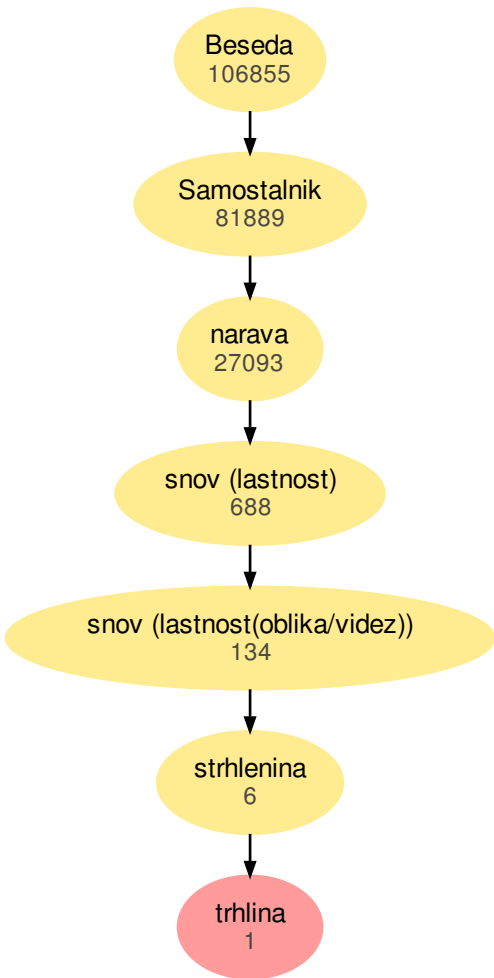 Beseda
106855
Samostalnik
81889
narava
27093
snov (lastnost)
688
snov (lastnost(oblika/videz))
134
strhlenina
6
trhlina
1